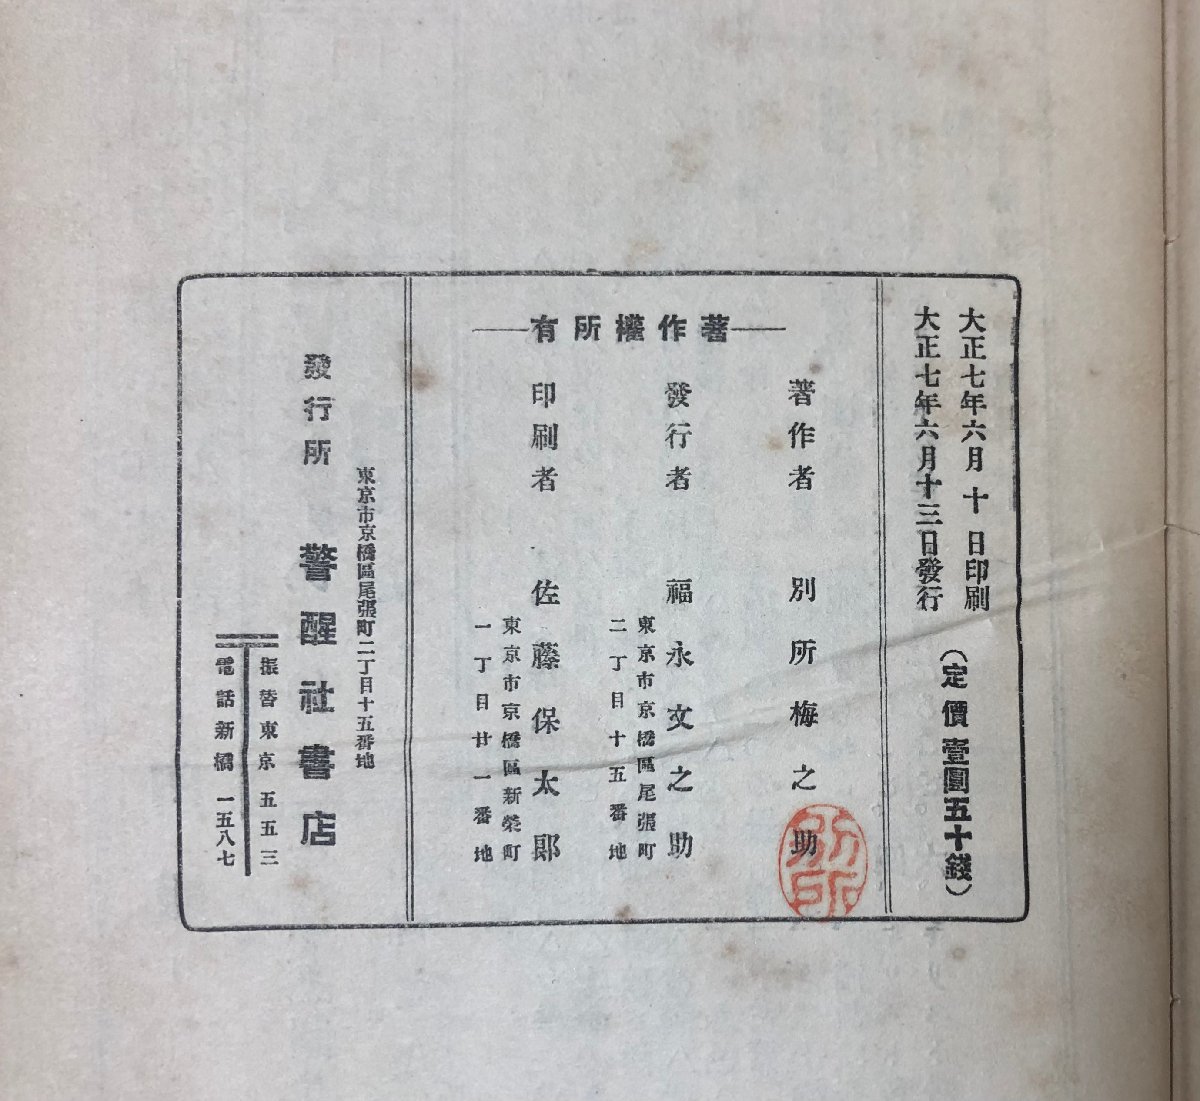 大正七年六月十日印刷
大正七年六月十三日發行
（定價壹圓五十錢）
著作權所有
著作者 別所梅之助
別所
發行者 福永文之助
東京市京橋區尾張町
二丁目十五番地
印刷者 佐藤保太郎
東京市京橋區新榮町
一丁目廿一番地
東京市京橋區尾張町二丁目十五番地
發行所 警醒社書店
振替東京五五三
電話新橋一五八七